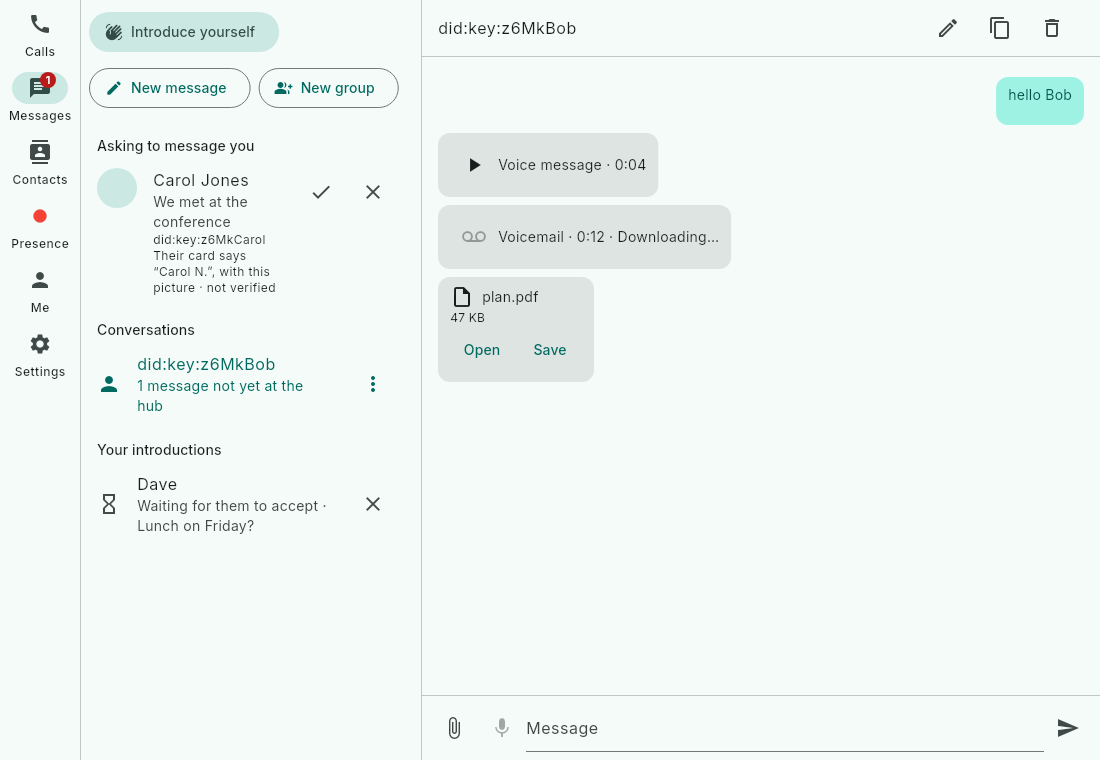 Calls
1
Messages
Contacts
Presence
Me
Settings
Introduce yourself
New message
New group
Asking to message you
Carol Jones
We met at the
conference
did:key:z6MkCarol
Their card says
“Carol N.”, with this
picture · not verified
Conversations
did:key:z6MkBob
1 message not yet at the
hub
Your introductions
Dave
Waiting for them to accept ·
Lunch on Friday?
did:key:z6MkBob
hello Bob
Voice message · 0:04
Voicemail · 0:12 · Downloading…
plan.pdf
47 KB
Open
Save
Message